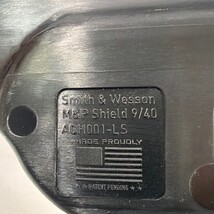 Smith & Wesson
M&P Shield 9/40
ACH001-LS
MADE PROUDLY
PATENT PENDING